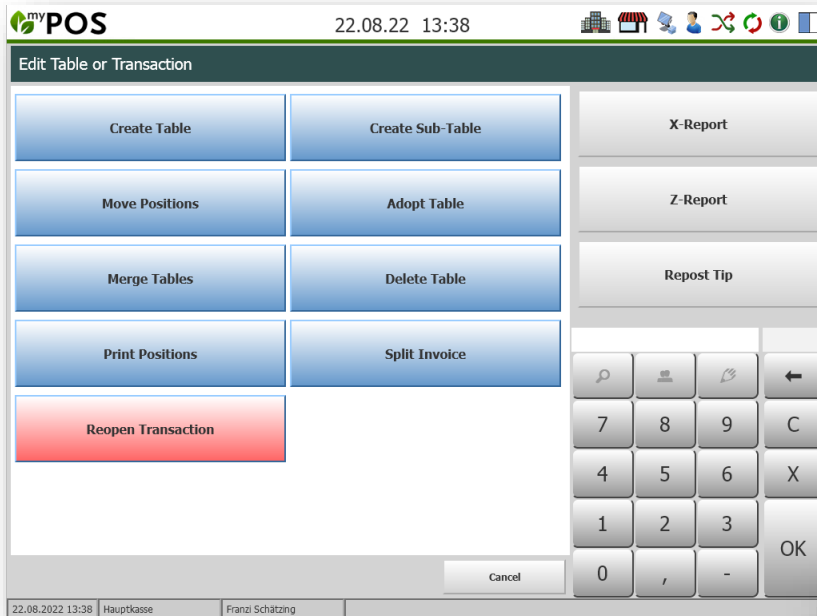 myPOS 22.08.22 13:38
Edit Table or Transaction
Create Table Create Sub-Table X-Report
Move Positions Adopt Table Z-Report
Merge Tables Delete Table Repost Tip
Print Positions Split Invoice
Reopen Transaction
7 8 9 C
4 5 6 X
1 2 3 OK
0 , -
Cancel
22.08.2022 13:38 Hauptkasse Franzi Schätzing